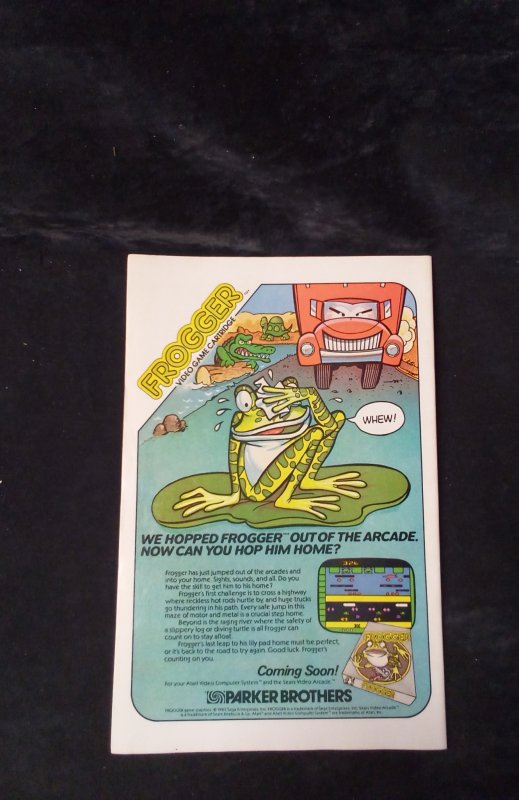 FROGGER™
VIDEO GAME CARTRIDGE
WHEW!
WE HOPPED FROGGER™ OUT OF THE ARCADE.
NOW CAN YOU HOP HIM HOME?
Frogger has just jumped out of the arcades and
into your home. Sights, sounds, and all. Do you
have the skill to get him to his home?
Frogger's first challenge is to cross a highway
where reckless hot rods hurtle by, and huge trucks
go thundering in his path. Every safe jump in this
maze of motor and metal is a crucial step home.
Beyond is the raging river where the safety of
a slippery log or diving turtle is all Frogger can
count on to stay afloat.
Frogger's last leap to his lily pad home must be perfect,
or it's back to the road to try again. Good luck. Frogger's
counting on you.
326
FROGGER
Coming Soon!
For your Atari Video Computer System™ and the Sears Video Arcade.™
PARKER BROTHERS